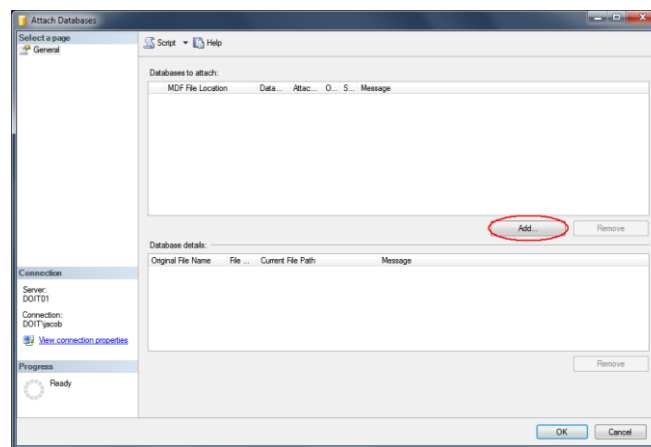 Attach Databases
Select a page
General
Script
Help
Databases to attach:
MDF File Location Data... Attac... O... S... Message
Add...
Remove
Database details:
Original File Name File ... Current File Path Message
Remove
Connection
Server:
DOIT01
Connection:
DOIT\jacob
View connection properties
Progress
Ready
OK
Cancel